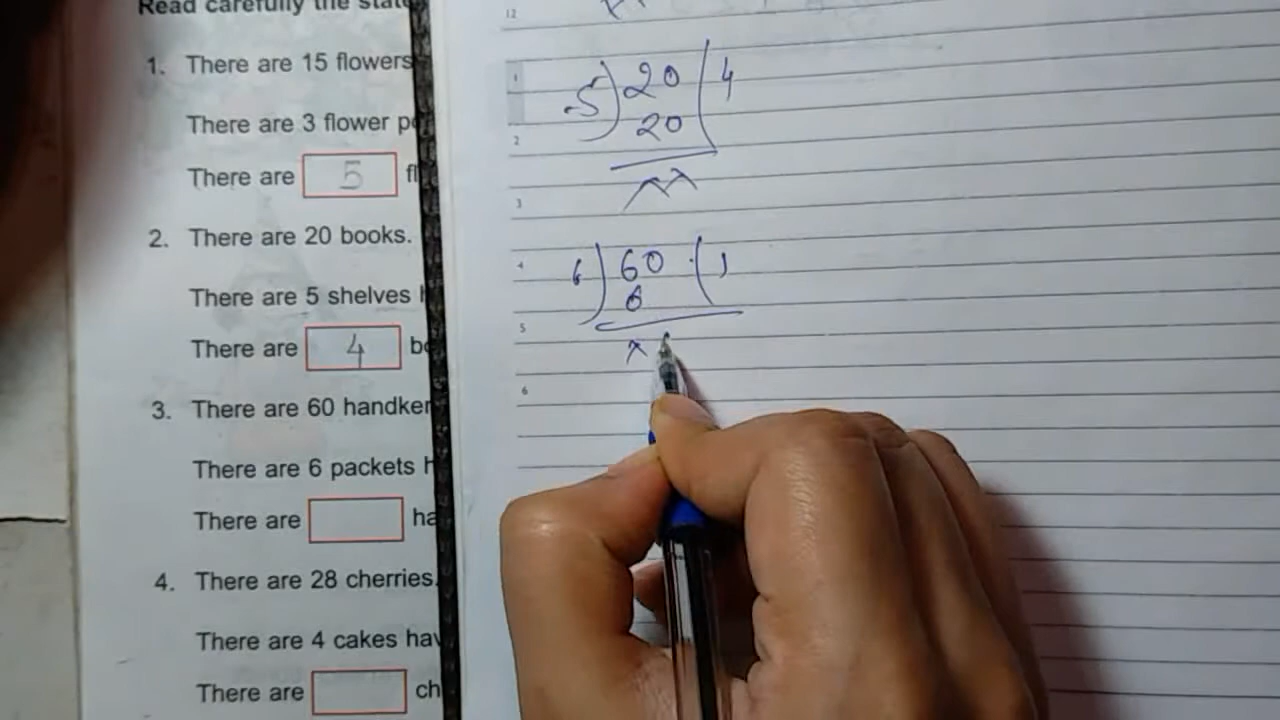 Read carefully the state
1. There are 15 flowers
There are 3 flower po
There are 5 fl
2. There are 20 books.
There are 5 shelves h
There are 4 bo
3. There are 60 handker
There are 6 packets h
There are ha
4. There are 28 cherries.
There are 4 cakes hav
There are ch
12
1
5)20(4
20
2
3
4
6)60(1
6
5
6